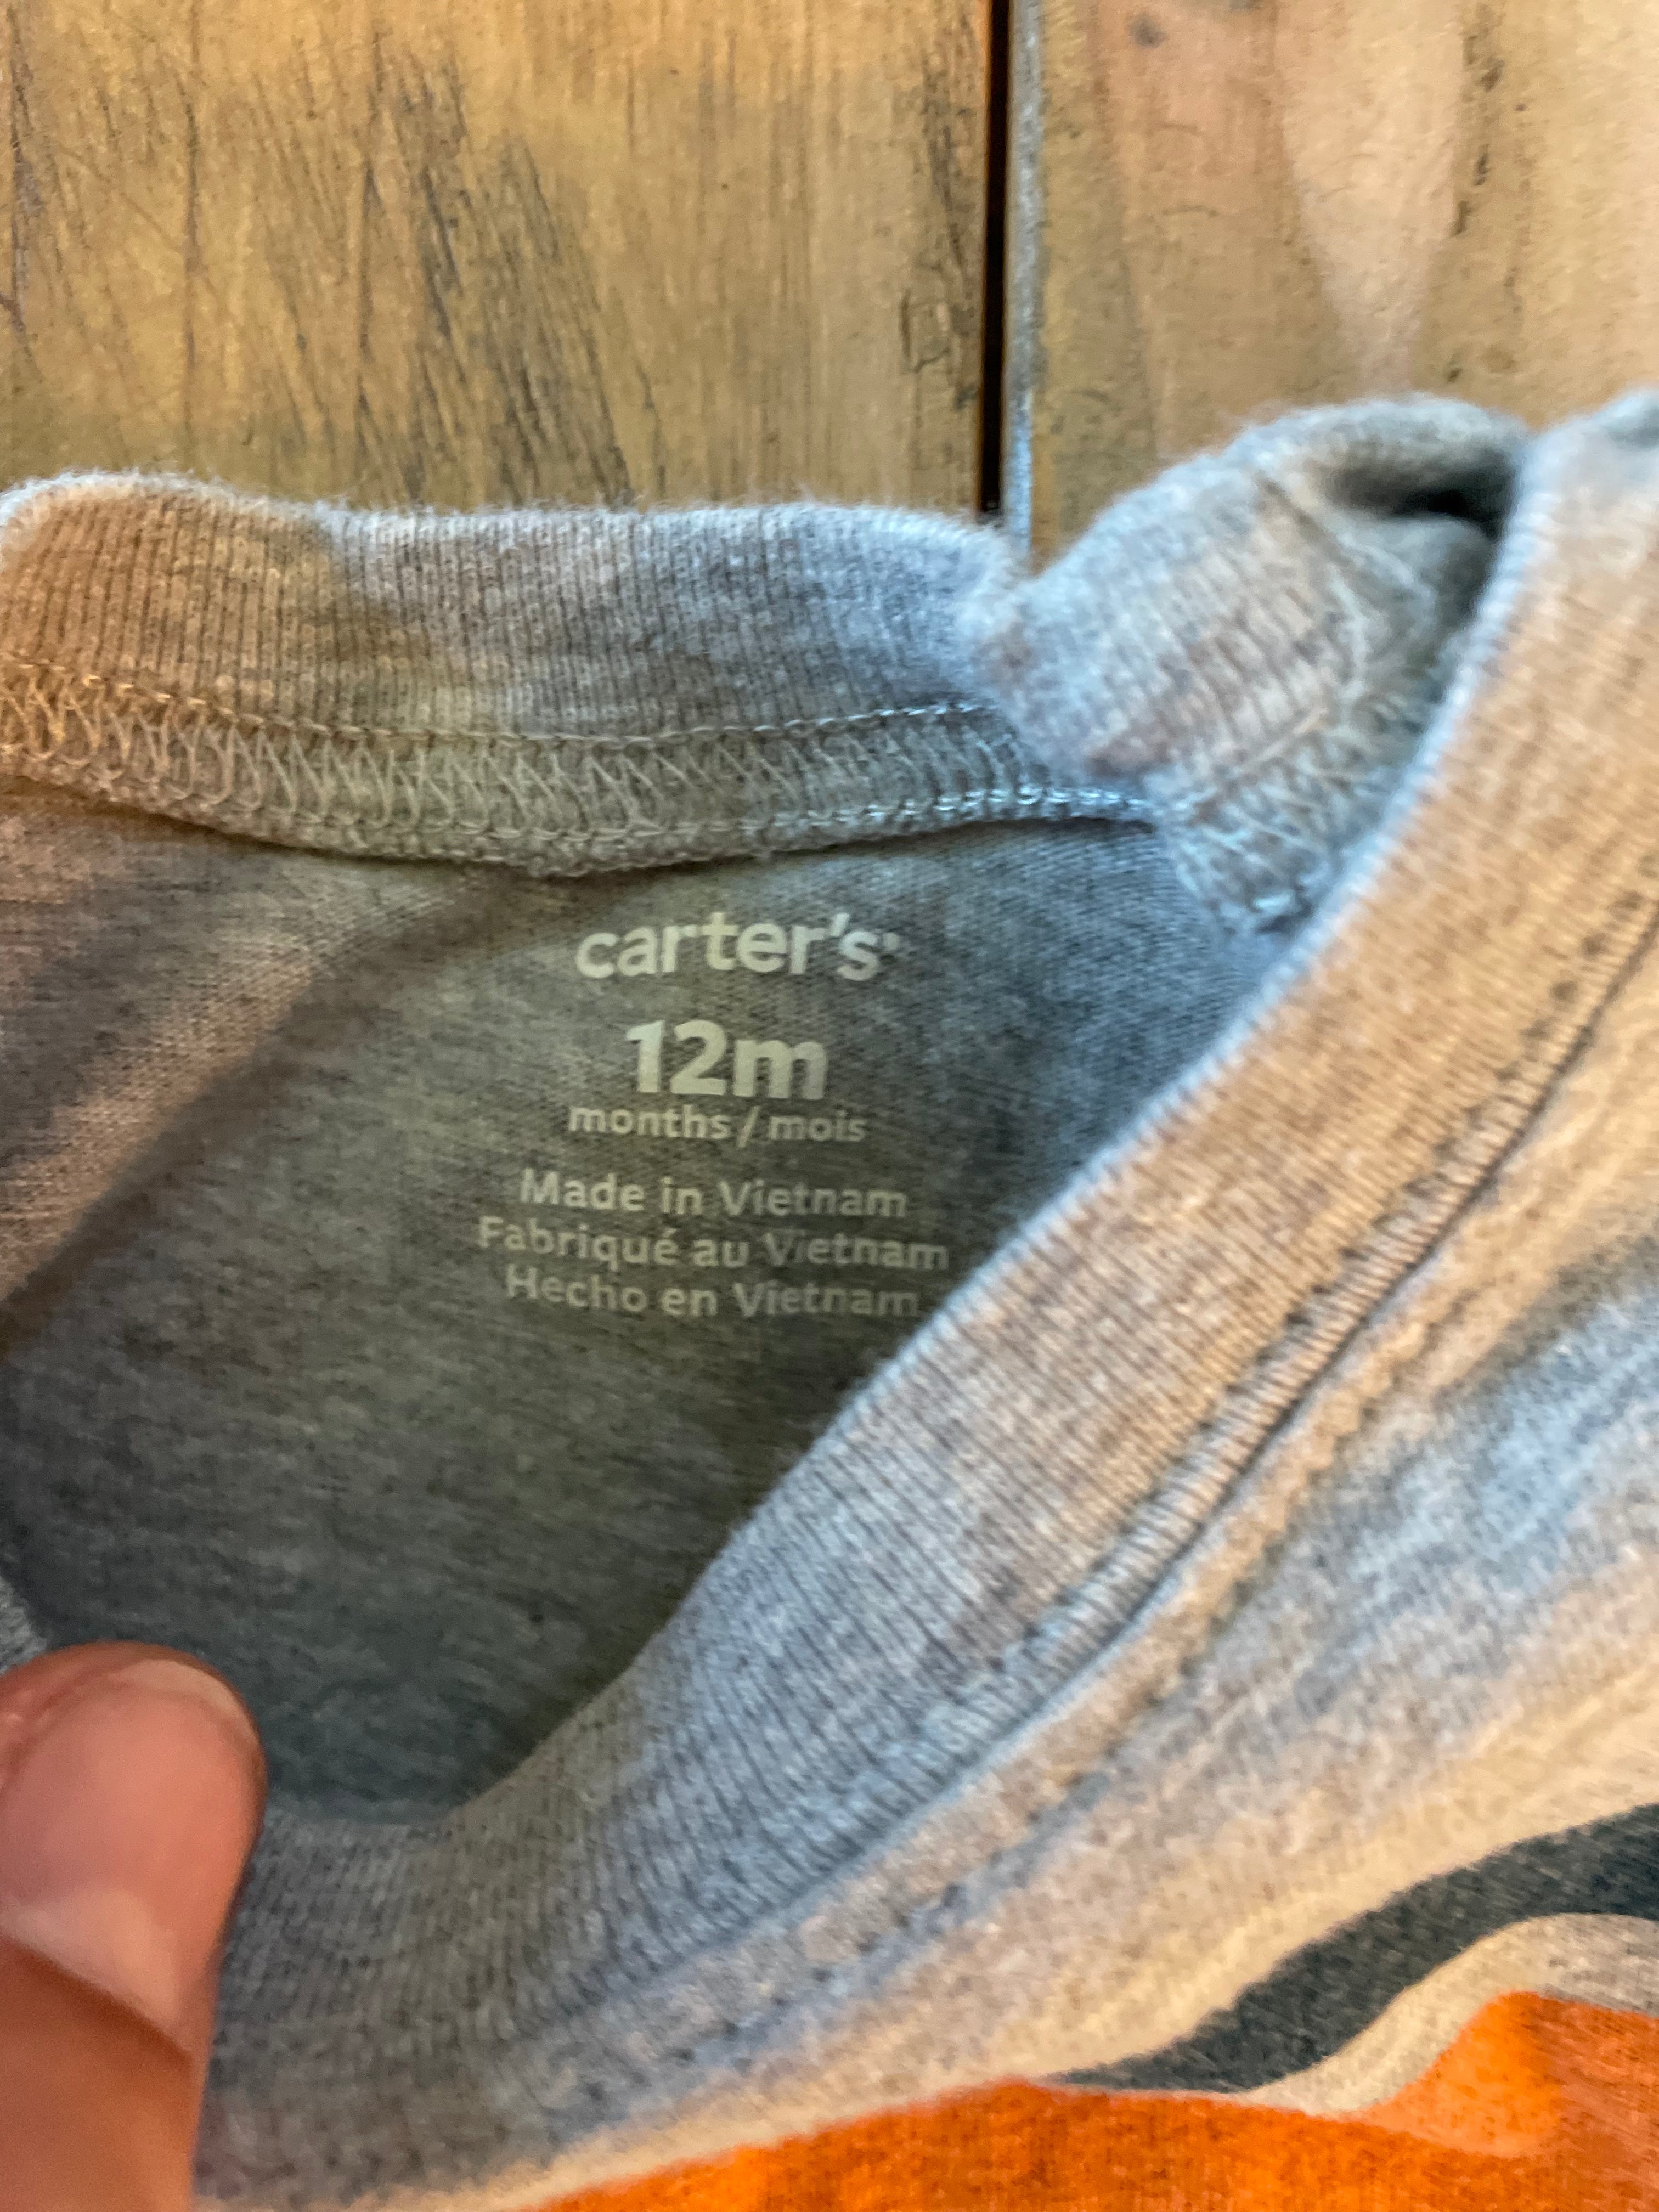 carter's
12m
months / mois
Made in Vietnam
Fabriqué au Vietnam
Hecho en Vietnam